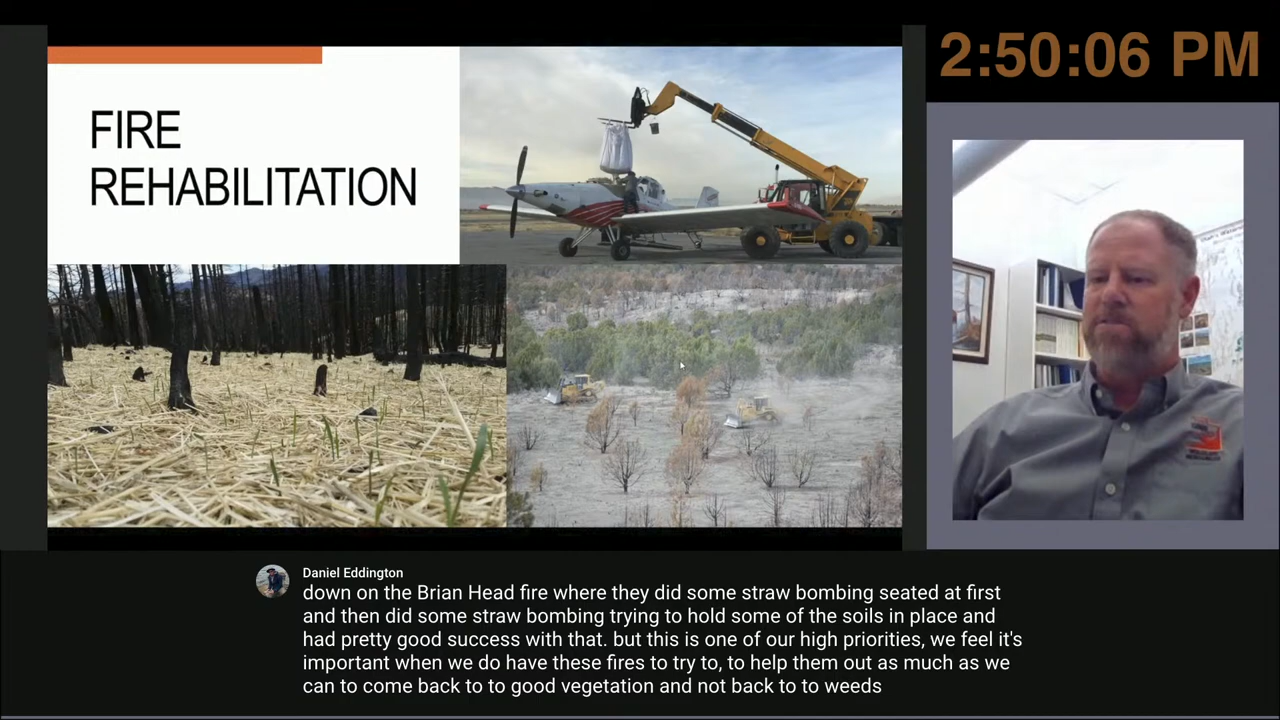 2:50:06 PM
FIRE
REHABILITATION
Daniel Eddington
down on the Brian Head fire where they did some straw bombing seated at first
and then did some straw bombing trying to hold some of the soils in place and
had pretty good success with that. but this is one of our high priorities, we feel it's
important when we do have these fires to try to, to help them out as much as we
can to come back to to good vegetation and not back to to weeds